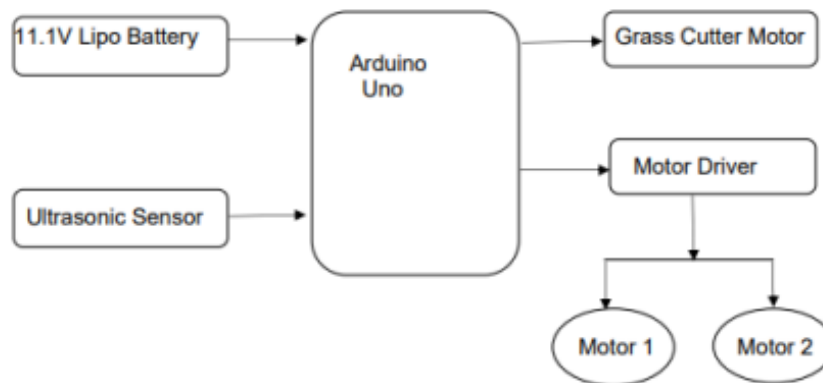 11.1V Lipo Battery
Arduino
Uno
Grass Cutter Motor
Motor Driver
Ultrasonic Sensor
Motor 1
Motor 2